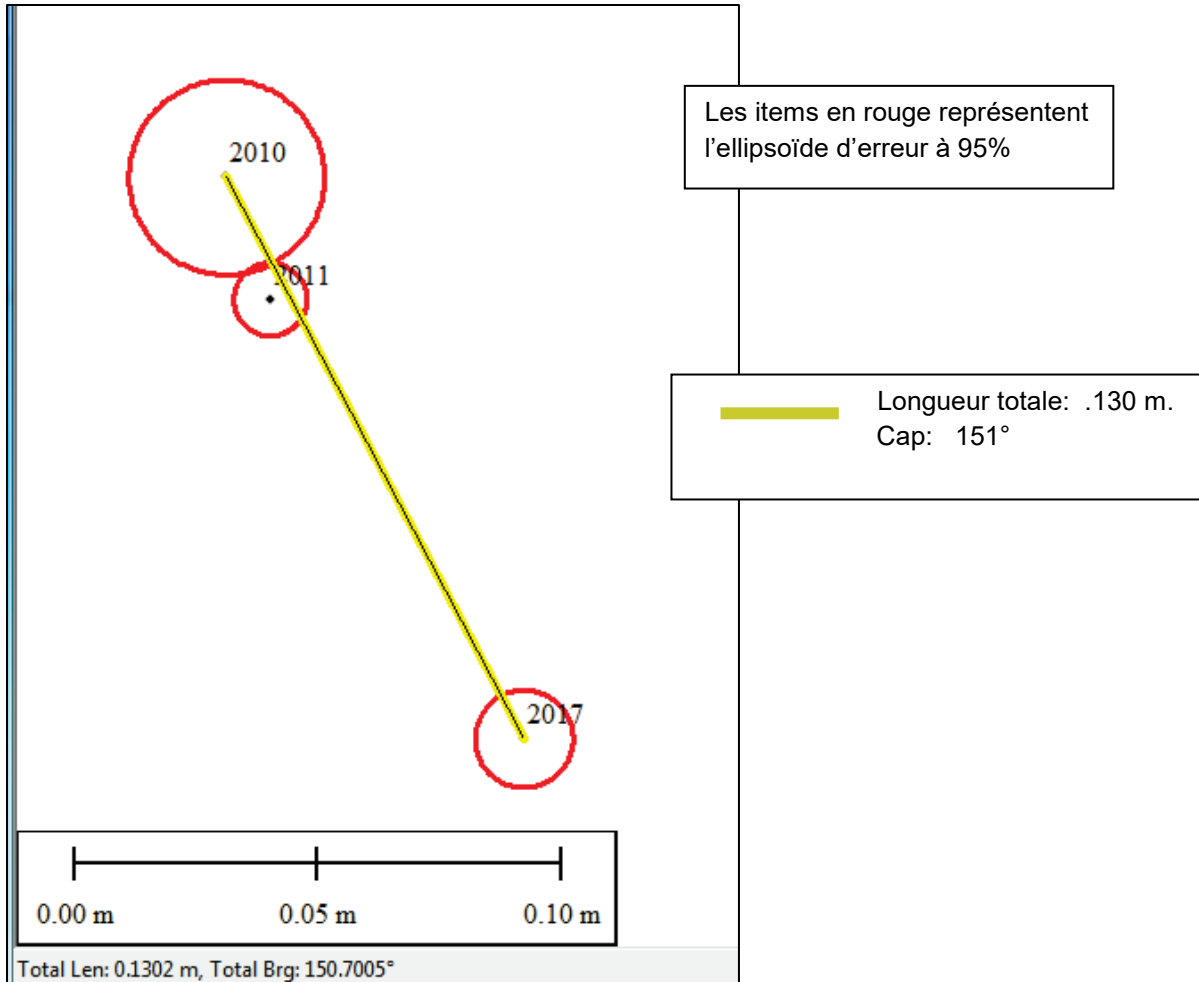 2010
Les items en rouge représentent
l'ellipsoïde d'erreur à 95%
2011
Longueur totale: .130 m.
Cap: 151°
2017
0.00 m 0.05 m 0.10 m
Total Len: 0.1302 m, Total Brg: 150.7005°